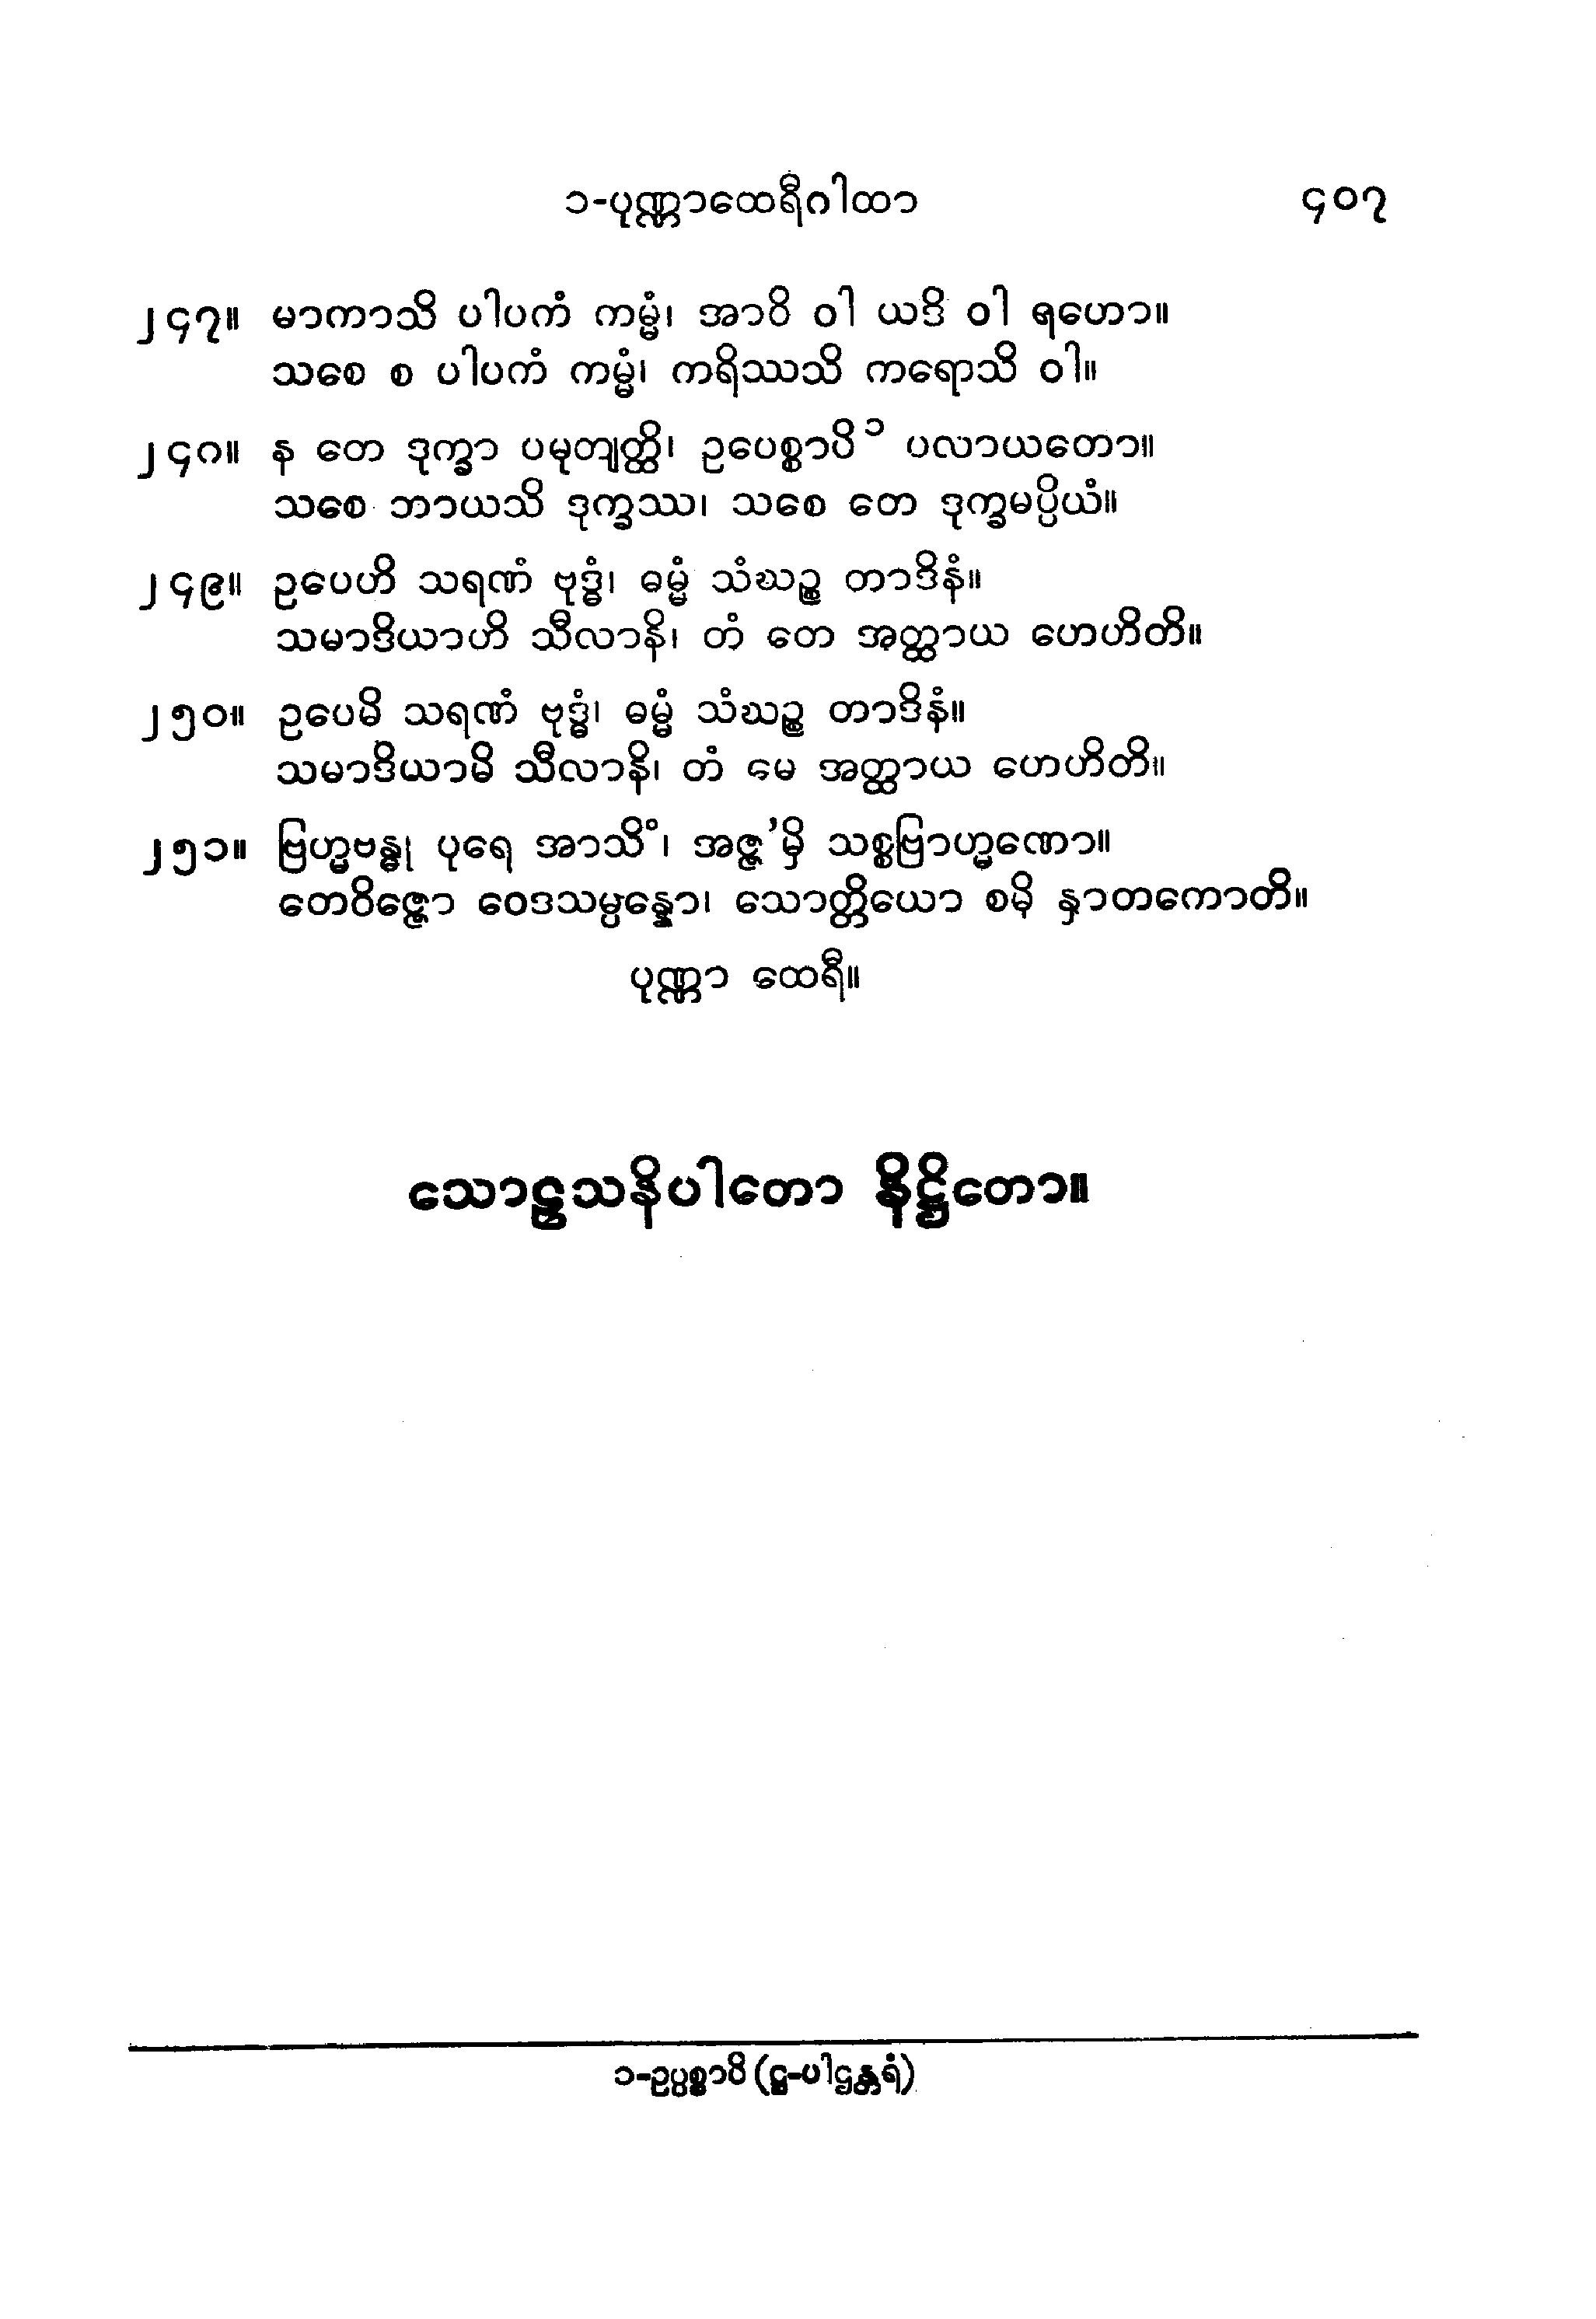 ၁-ပုဏ္ဏာထေရီဂါထာ ၄၀၇
၂၄၇။ မာကာသိ ပါပကံ ကမ္မံ၊ အာဝိ ဝါ ယဒိ ဝါ ရဟော။
သစေ စ ပါပကံ ကမ္မံ၊ ကရိဿသိ ကရောသိ ဝါ။
၂၄၈။ န တေ ဒုက္ခာ ပမုတျတ္ထိ၊ ဥပေစ္စာပိ ၁ ပလာယတော။
သစေ ဘာယသိ ဒုက္ခဿ၊ သစေ တေ ဒုက္ခမပ္ပိယံ။
၂၄၉။ ဥပေဟိ သရဏံ ဗုဒ္ဓံ၊ ဓမ္မံ သံဃဉ္စ တာဒိနံ။
သမာဒိယာဟိ သီလာနိ၊ တံ တေ အတ္ထာယ ဟေဟိတိ။
၂၅၀။ ဥပေမိ သရဏံ ဗုဒ္ဓံ၊ ဓမ္မံ သံဃဉ္စ တာဒိနံ။
သမာဒိယာမိ သီလာနိ၊ တံ မေ အတ္ထာယ ဟေဟိတိ။
၂၅၁။ ဗြဟ္မဗန္ဓု ပုရေ အာသိံ၊ အဇ္ဇ’မှိ သစ္စဗြာဟ္မဏော။
တေဝိဇ္ဇော ဝေဒသမ္ပန္နော၊ သောတ္တိယော စမှိ နှာတကောတိ။
ပုဏ္ဏာ ထေရီ။
သောဠသနိပါတော နိဋ္ဌိတော။
၁-ဥပ္ပစ္စာပိ (ဋ္ဌ-ပါဌန္တရံ)